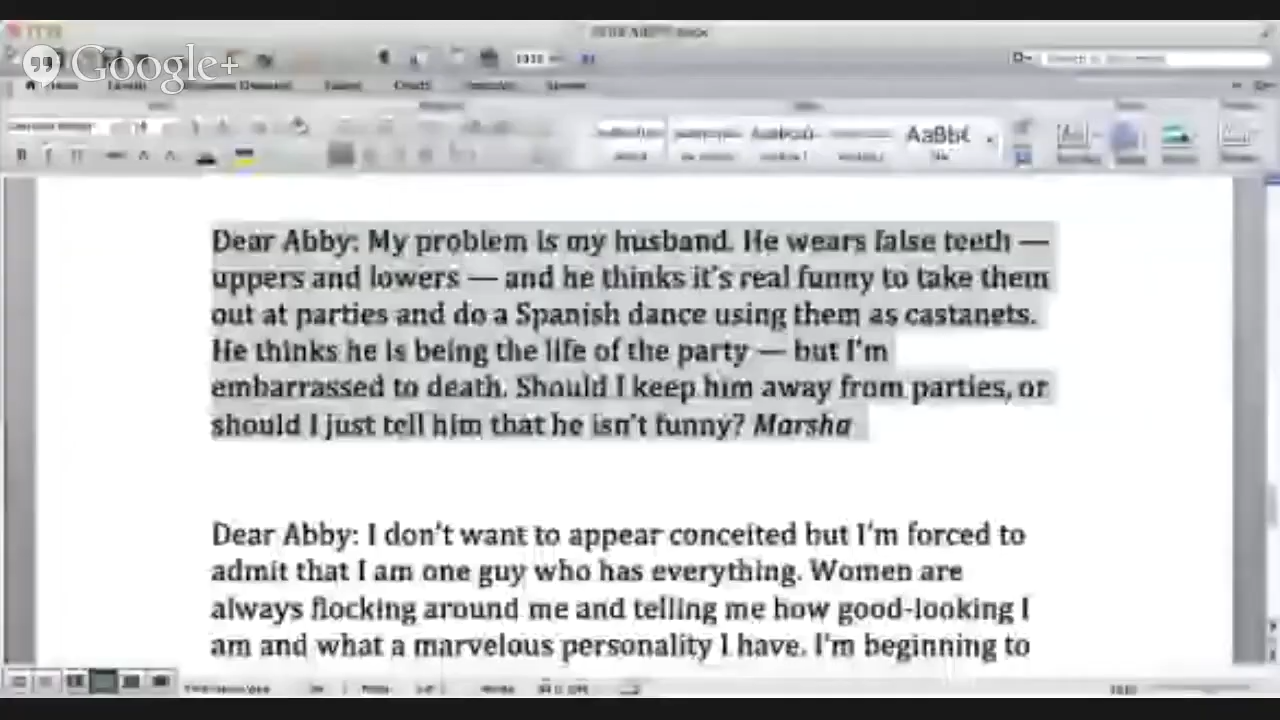 Google+
AaBbC
Dear Abby: My problem is my husband. He wears false teeth —
uppers and lowers — and he thinks it's real funny to take them
out at parties and do a Spanish dance using them as castanets.
He thinks he is being the life of the party — but I'm
embarrassed to death. Should I keep him away from parties, or
should I just tell him that he isn't funny? Marsha
Dear Abby: I don't want to appear conceited but I'm forced to
admit that I am one guy who has everything. Women are
always flocking around me and telling me how good-looking I
am and what a marvelous personality I have. I'm beginning to